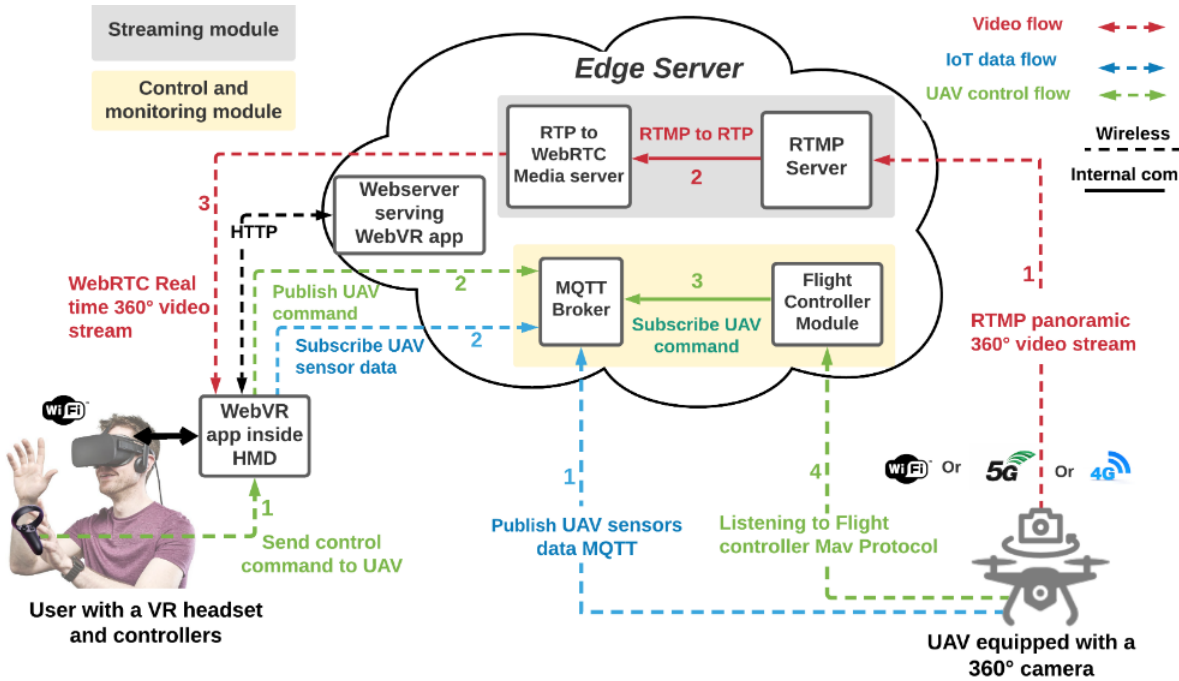 Streaming module
Control and
monitoring module
Edge Server
Video flow
IoT data flow
UAV control flow
Wireless
Internal com
RTP to
WebRTC
Media server
RTMP to RTP
2
RTMP
Server
3
Webserver
serving
WebVR app
HTTP
WebRTC Real
time 360° video
stream
Publish UAV
command
2
Subscribe UAV
sensor data
2
MQTT
Broker
3
Subscribe UAV
command
Flight
Controller
Module
1
RTMP panoramic
360° video stream
WiFi
WebVR
app inside
HMD
1
Send control
command to UAV
1
Publish UAV sensors
data MQTT
4
Listening to Flight
controller Mav Protocol
WiFi Or 5G Or 4G
User with a VR headset
and controllers
UAV equipped with a
360° camera